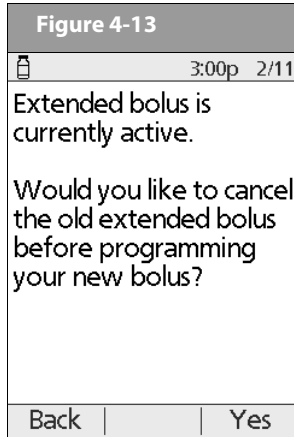 Figure 4-13
3:00p 2/11
Extended bolus is
currently active.
Would you like to cancel
the old extended bolus
before programming
your new bolus?
Back | | Yes